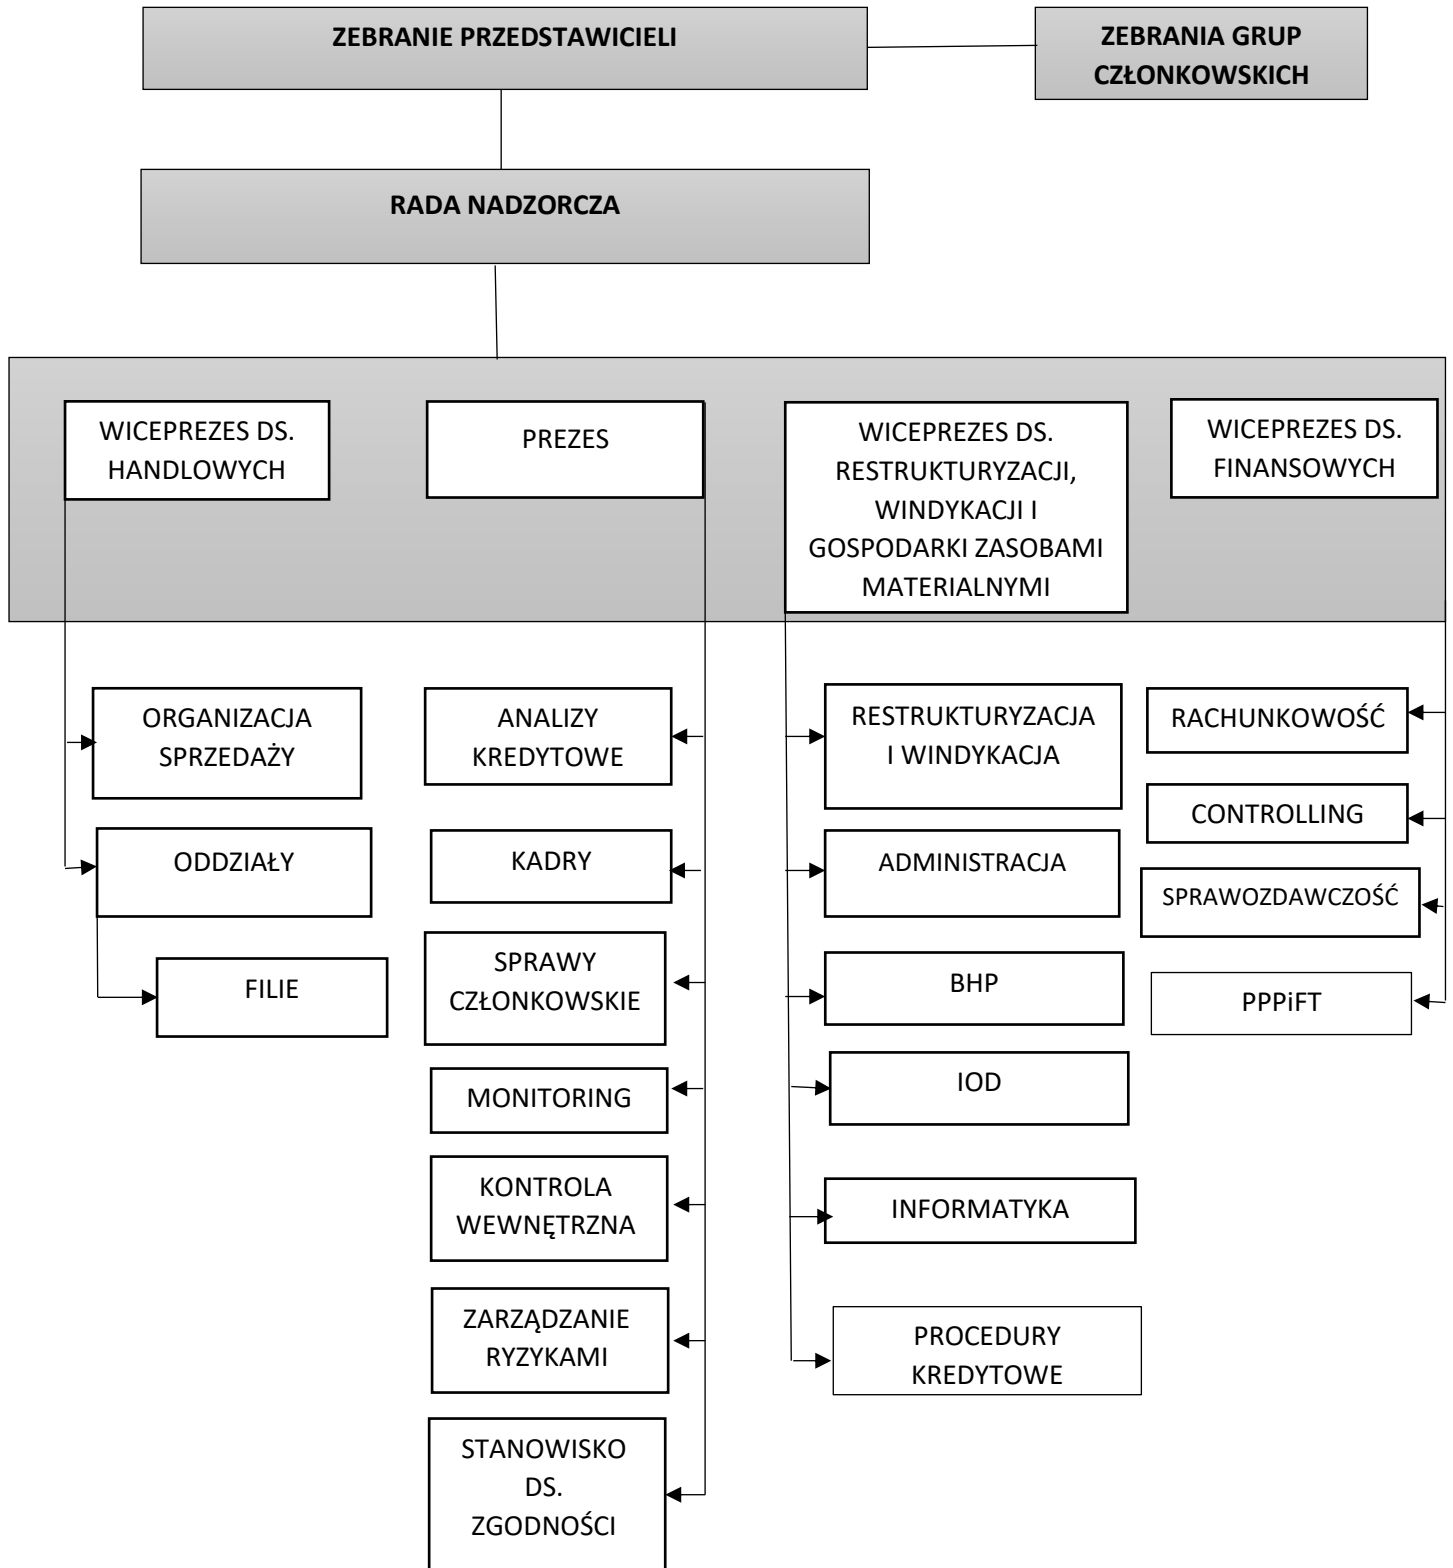 ZEBRANIE PRZEDSTAWICIELI
ZEBRANIA GRUP
CZŁONKOWSKICH
RADA NADZORCZA
WICEPREZES DS.
HANDLOWYCH
PREZES
WICEPREZES DS.
RESTRUKTURYZACJI,
WINDYKACJI I
GOSPODARKI ZASOBAMI
MATERIALNYMI
WICEPREZES DS.
FINANSOWYCH
ORGANIZACJA
SPRZEDAŻY
ODDZIAŁY
FILIE
ANALIZY
KREDYTOWE
KADRY
SPRAWY
CZŁONKOWSKIE
MONITORING
KONTROLA
WEWNĘTRZNA
ZARZĄDZANIE
RYZYKAMI
STANOWISKO
DS.
ZGODNOŚCI
RESTRUKTURYZACJA
I WINDYKACJA
ADMINISTRACJA
BHP
IOD
INFORMATYKA
PROCEDURY
KREDYTOWE
RACHUNKOWOŚĆ
CONTROLLING
SPRAWOZDAWCZOŚĆ
PPPiFT